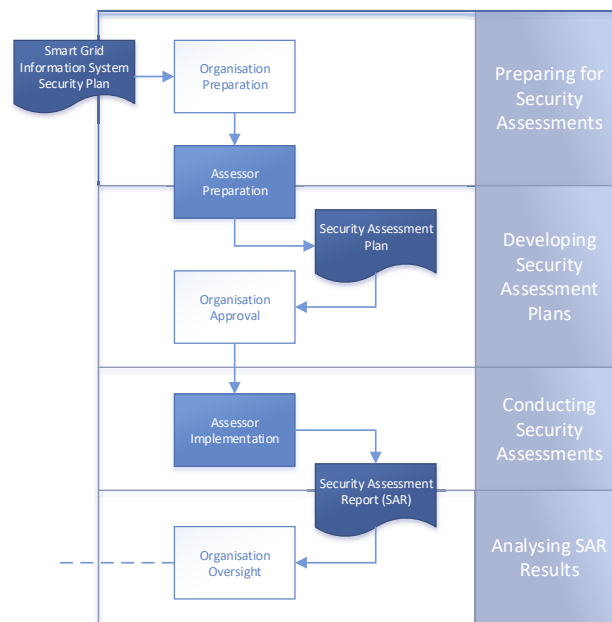 Smart Grid
Information System
Security Plan
Organisation
Preparation
Preparing for
Security
Assessments
Assessor
Preparation
Security Assessment
Plan
Developing
Security
Assessment
Plans
Organisation
Approval
Assessor
Implementation
Conducting
Security
Assessments
Security Assessment
Report (SAR)
Organisation
Oversight
Analysing SAR
Results